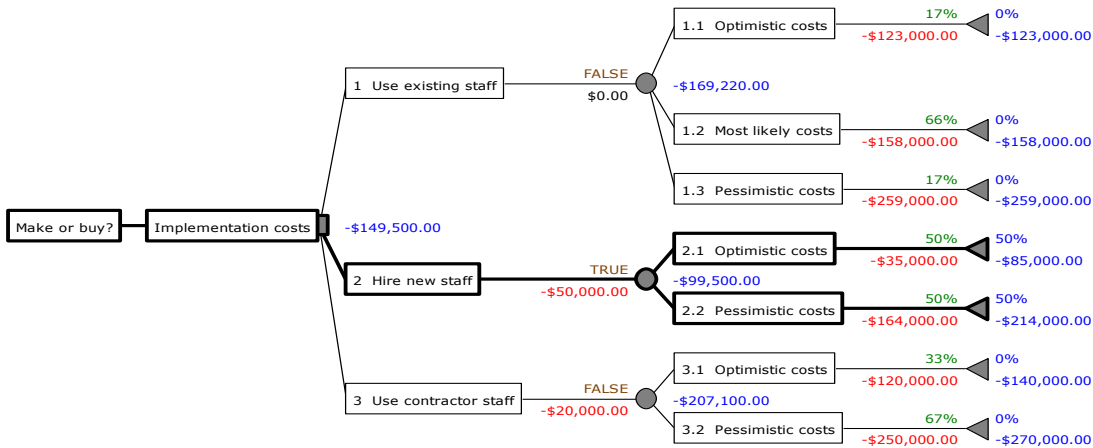 1.1 Optimistic costs
17%
-$123,000.00
0%
-$123,000.00
1 Use existing staff
FALSE
$0.00
-$169,220.00
1.2 Most likely costs
66%
-$158,000.00
0%
-$158,000.00
1.3 Pessimistic costs
17%
-$259,000.00
0%
-$259,000.00
Make or buy?
Implementation costs
-$149,500.00
2 Hire new staff
TRUE
-$50,000.00
-$99,500.00
2.1 Optimistic costs
50%
-$35,000.00
50%
-$85,000.00
2.2 Pessimistic costs
50%
-$164,000.00
50%
-$214,000.00
3 Use contractor staff
FALSE
-$20,000.00
-$207,100.00
3.1 Optimistic costs
33%
-$120,000.00
0%
-$140,000.00
3.2 Pessimistic costs
67%
-$250,000.00
0%
-$270,000.00